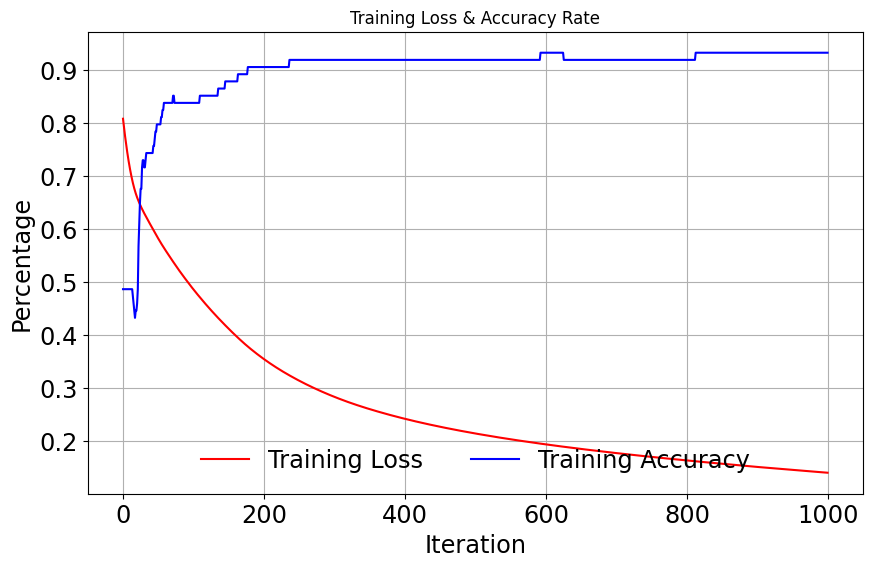 Training Loss & Accuracy Rate
Percentage
0.9
0.8
0.7
0.6
0.5
0.4
0.3
0.2
Training Loss
Training Accuracy
0
200
400
600
800
1000
Iteration